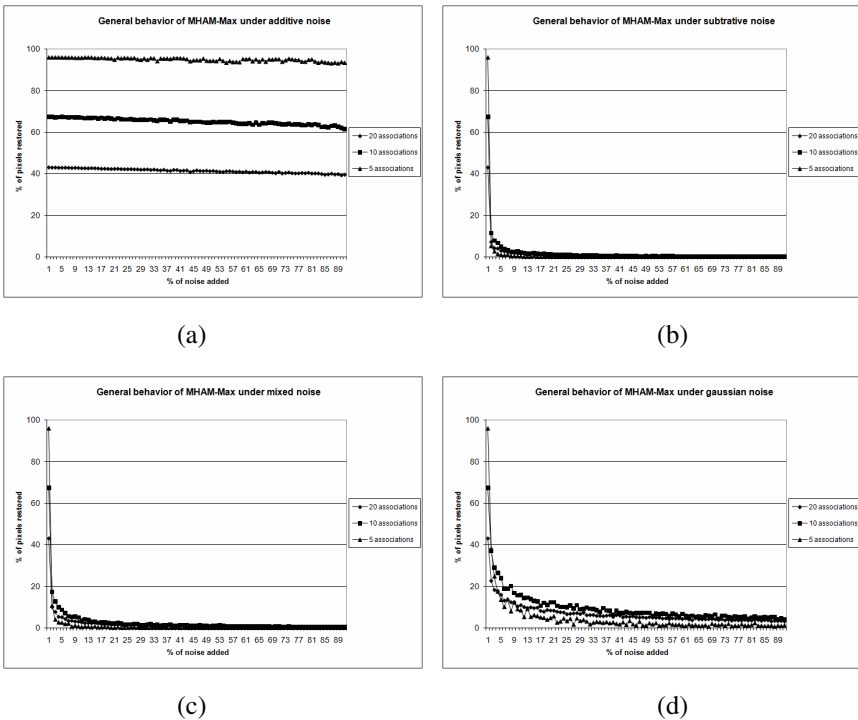 General behavior of MHAM-Max under additive noise
% of pixels restored
100
80
60
40
20
0
1 5 9 13 17 21 25 29 33 37 41 45 49 53 57 61 65 69 73 77 81 85 89
% of noise added
20 associations
10 associations
5 associations
(a)
General behavior of MHAM-Max under subtrative noise
% of pixels restored
100
80
60
40
20
0
1 5 9 13 17 21 25 29 33 37 41 45 49 53 57 61 65 69 73 77 81 85 89
% of noise added
20 associations
10 associations
5 associations
(b)
General behavior of MHAM-Max under mixed noise
% of pixels restored
100
80
60
40
20
0
1 5 9 13 17 21 25 29 33 37 41 45 49 53 57 61 65 69 73 77 81 85 89
% of noise added
20 associations
10 associations
5 associations
(c)
General behavior of MHAM-Max under gaussian noise
% of pixels restored
100
80
60
40
20
0
1 5 9 13 17 21 25 29 33 37 41 45 49 53 57 61 65 69 73 77 81 85 89
% of noise added
20 associations
10 associations
5 associations
(d)